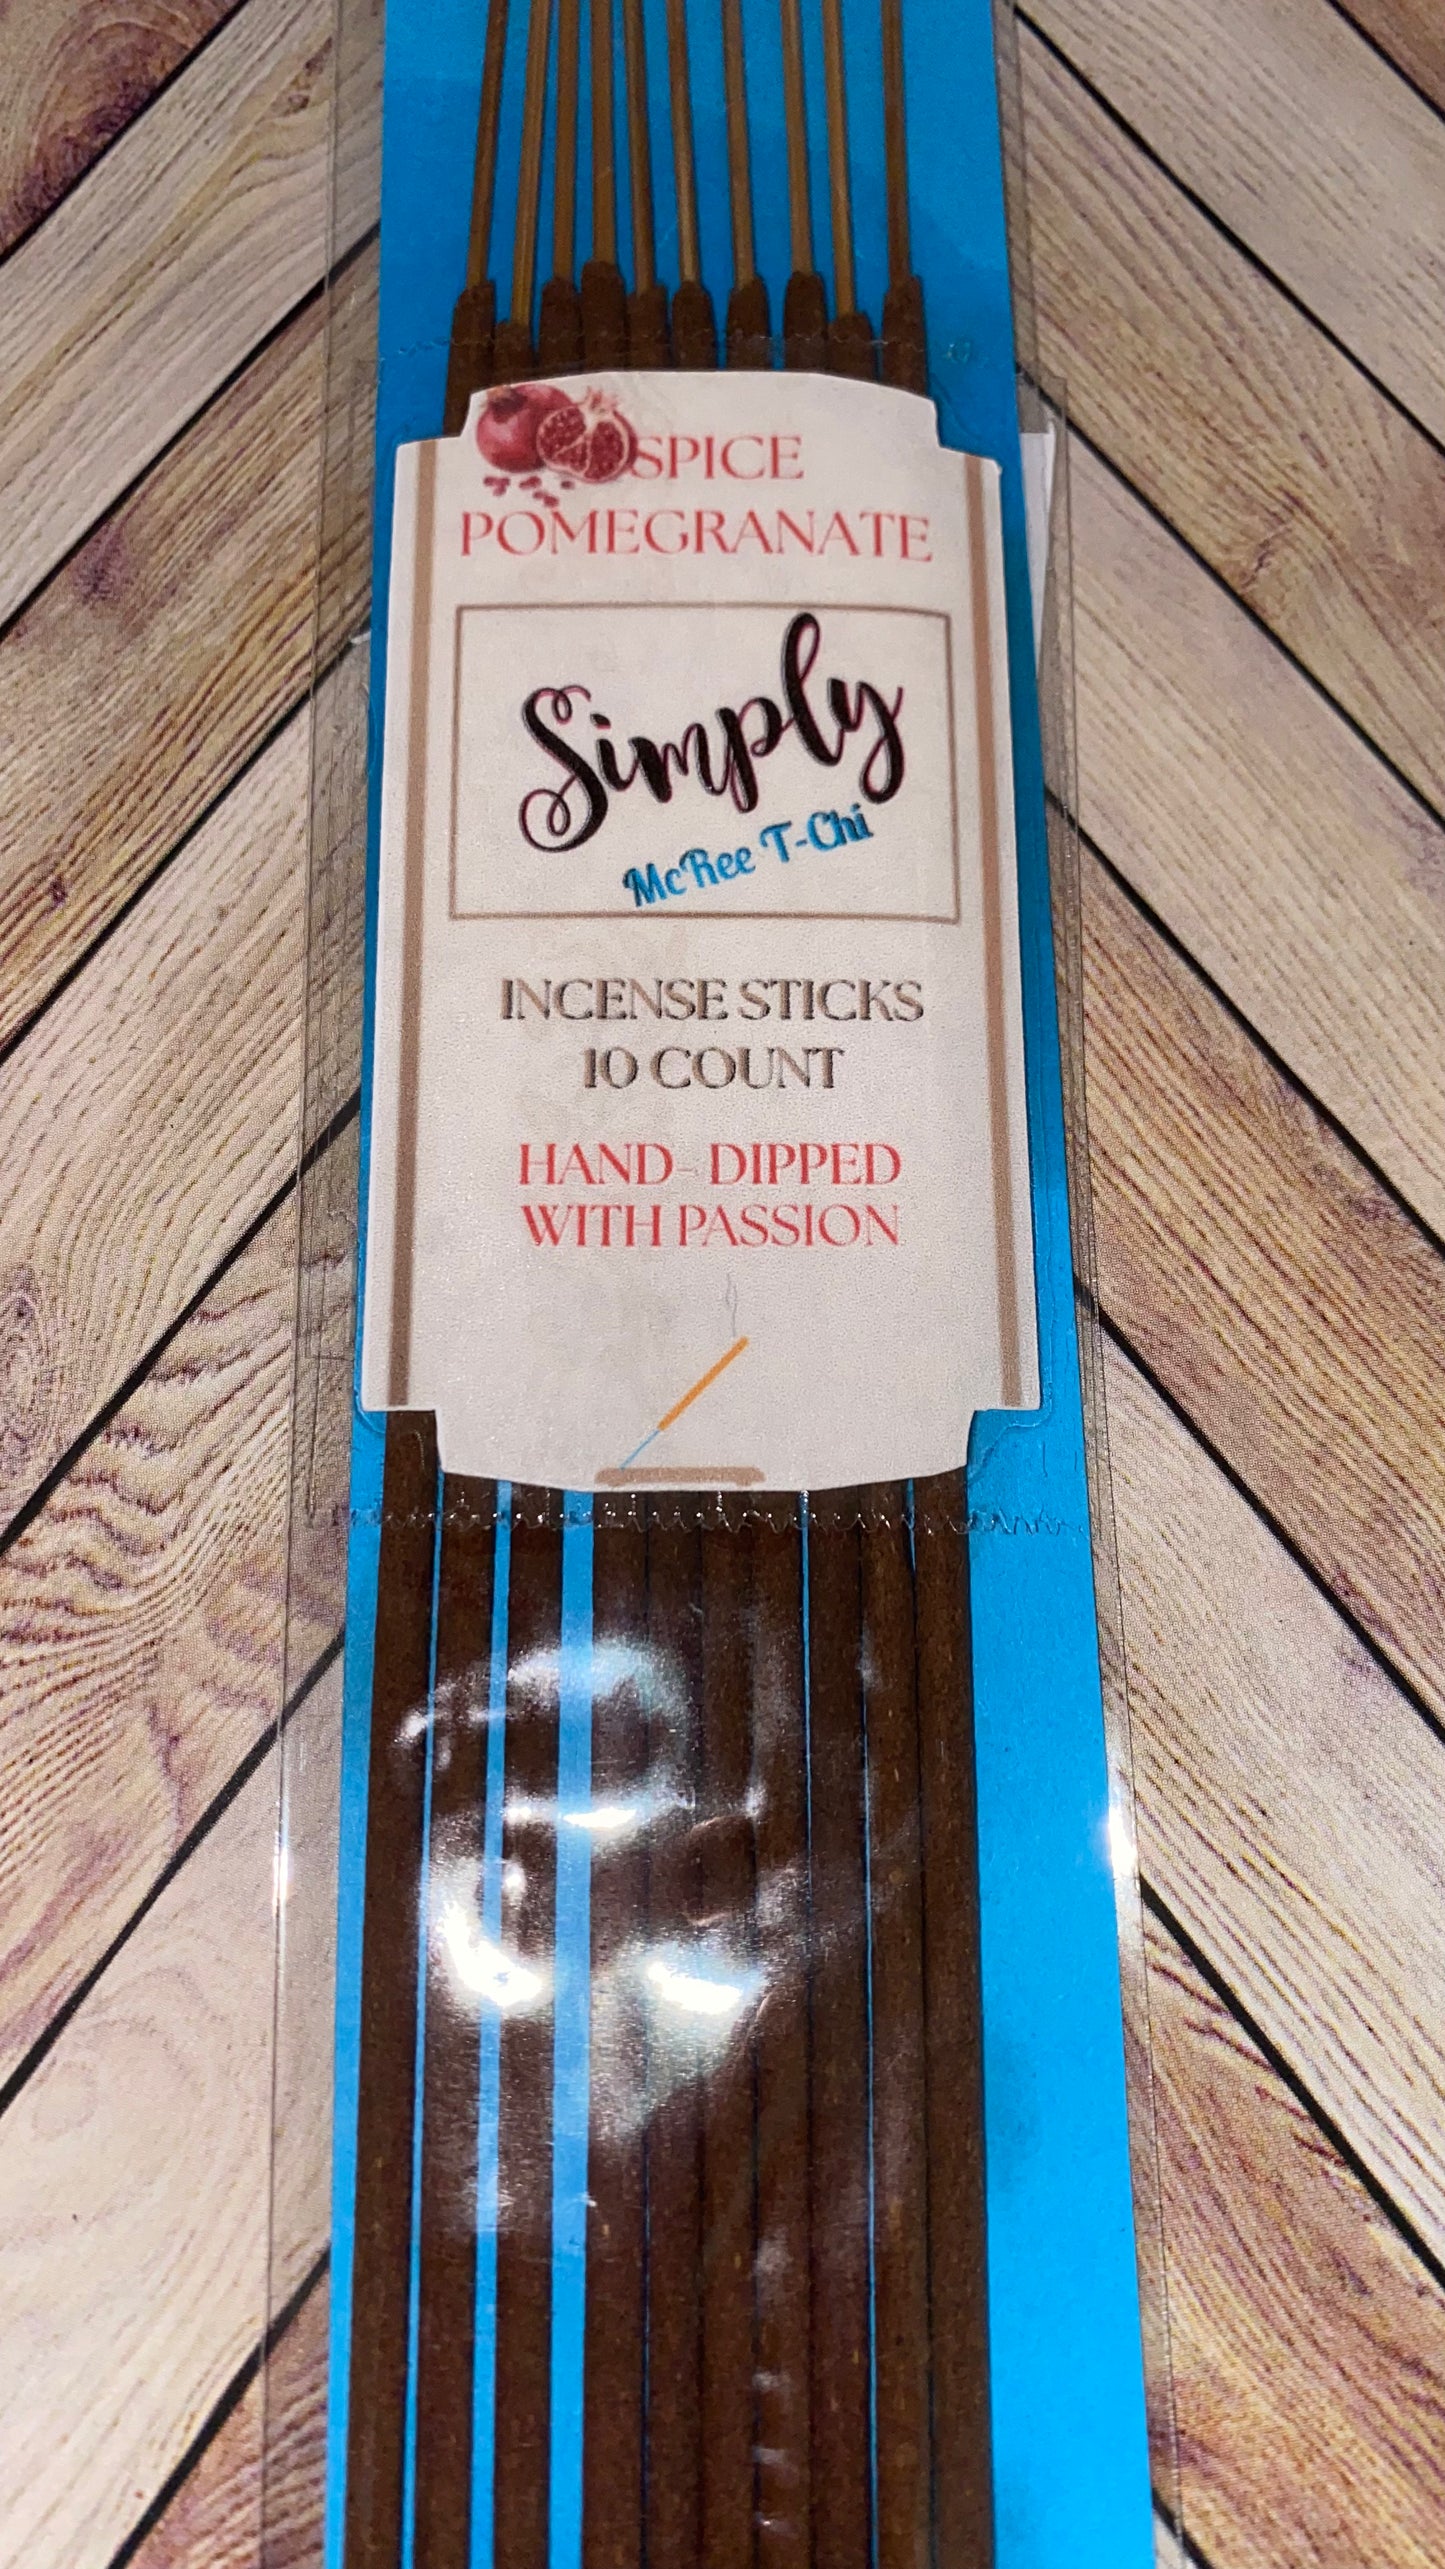 SPICE
POMEGRANATE
Simply
McRee T-Chi
INCENSE STICKS
10 COUNT
HAND- DIPPED
WITH PASSION